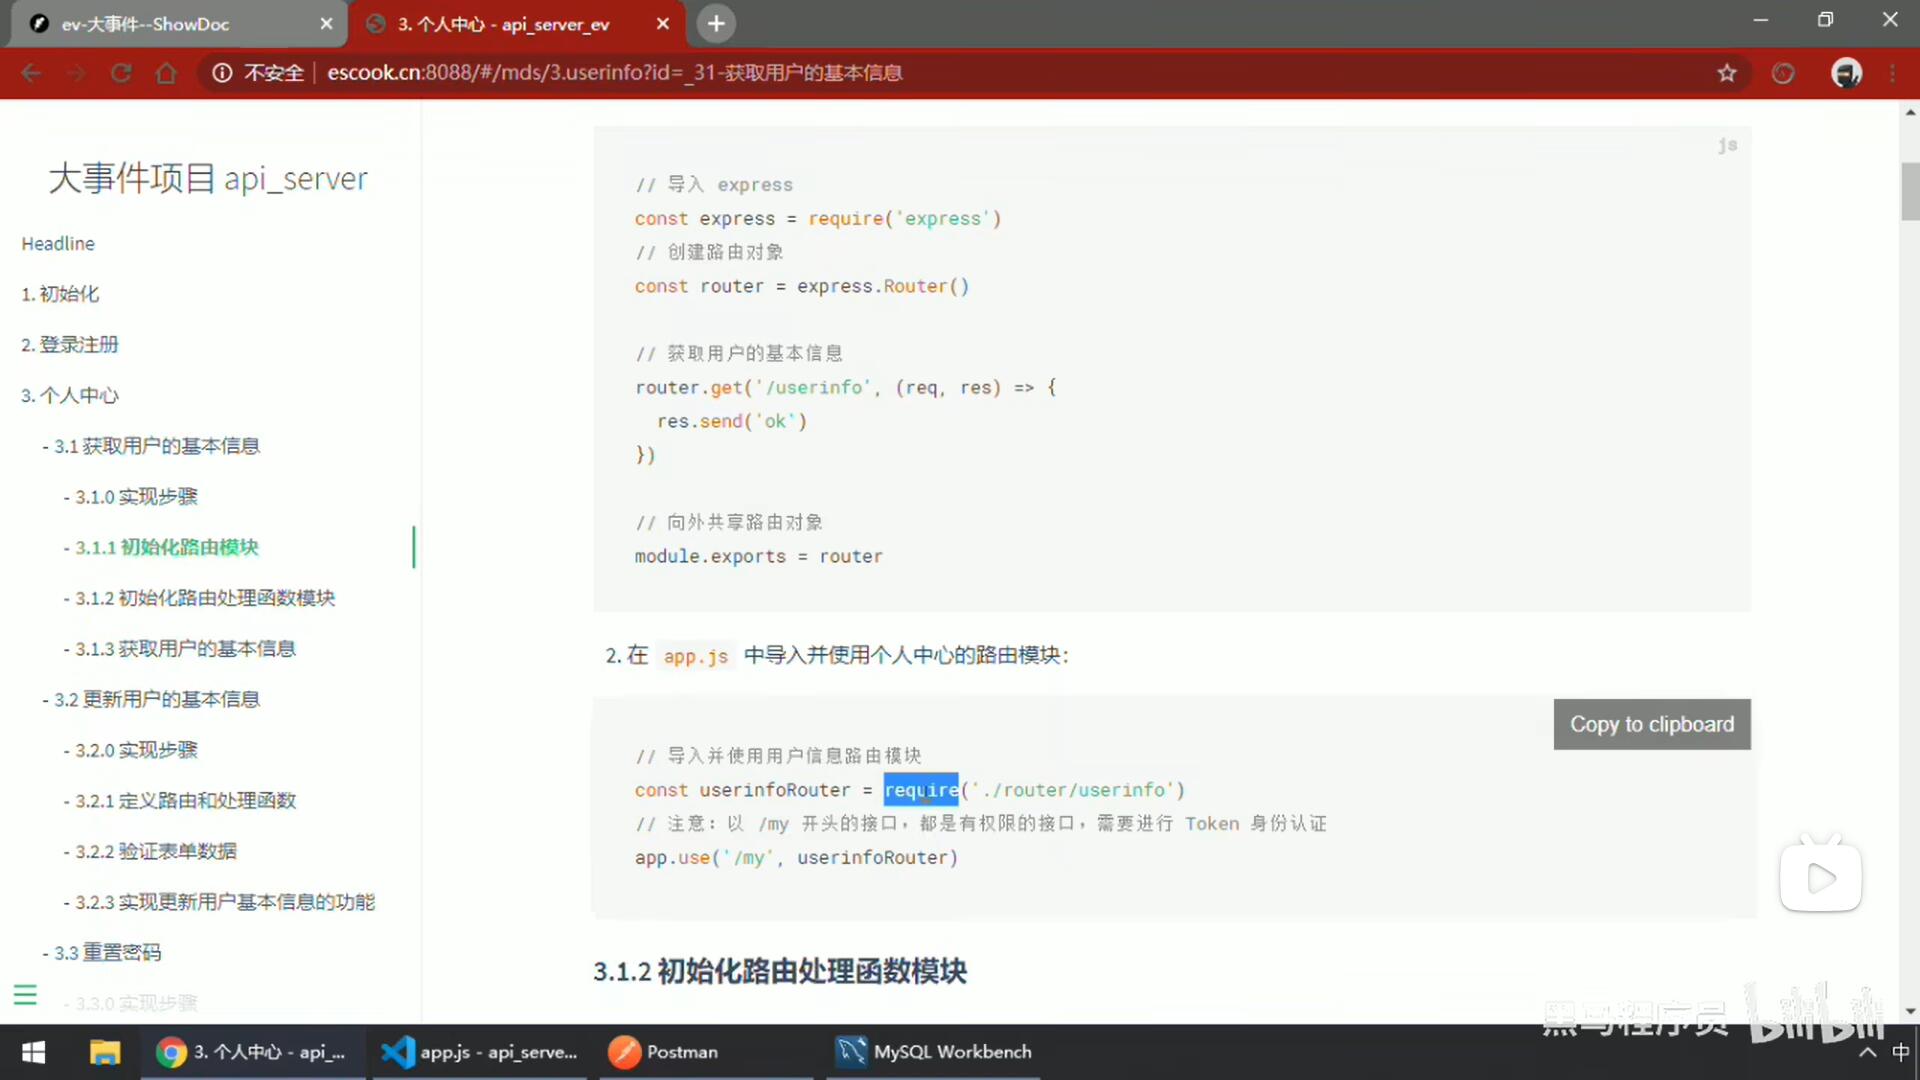 ev-大事件--ShowDoc
3. 个人中心 - api_server_ev
不安全
escook.cn:8088/#/mds/3.userinfo?id=_31-获取用户的基本信息
大事件项目 api_server
Headline
1. 初始化
2. 登录注册
3. 个人中心
- 3.1 获取用户的基本信息
- 3.1.0 实现步骤
- 3.1.1 初始化路由模块
- 3.1.2 初始化路由处理函数模块
- 3.1.3 获取用户的基本信息
- 3.2 更新用户的基本信息
- 3.2.0 实现步骤
- 3.2.1 定义路由和处理函数
- 3.2.2 验证表单数据
- 3.2.3 实现更新用户基本信息的功能
- 3.3 重置密码
- 3.3.0 实现步骤
js
// 导入 express
const express = require('express')
// 创建路由对象
const router = express.Router()
// 获取用户的基本信息
router.get('/userinfo', (req, res) => {
res.send('ok')
})
// 向外共享路由对象
module.exports = router
2. 在 app.js 中导入并使用个人中心的路由模块：
Copy to clipboard
// 导入并使用用户信息路由模块
const userinfoRouter = require('./router/userinfo')
// 注意：以 /my 开头的接口，都是有权限的接口，需要进行 Token 身份认证
app.use('/my', userinfoRouter)
3.1.2 初始化路由处理函数模块
黑马程序员 bilibili
3. 个人中心 - api_...
app.js - api_serve...
Postman
MySQL Workbench
中